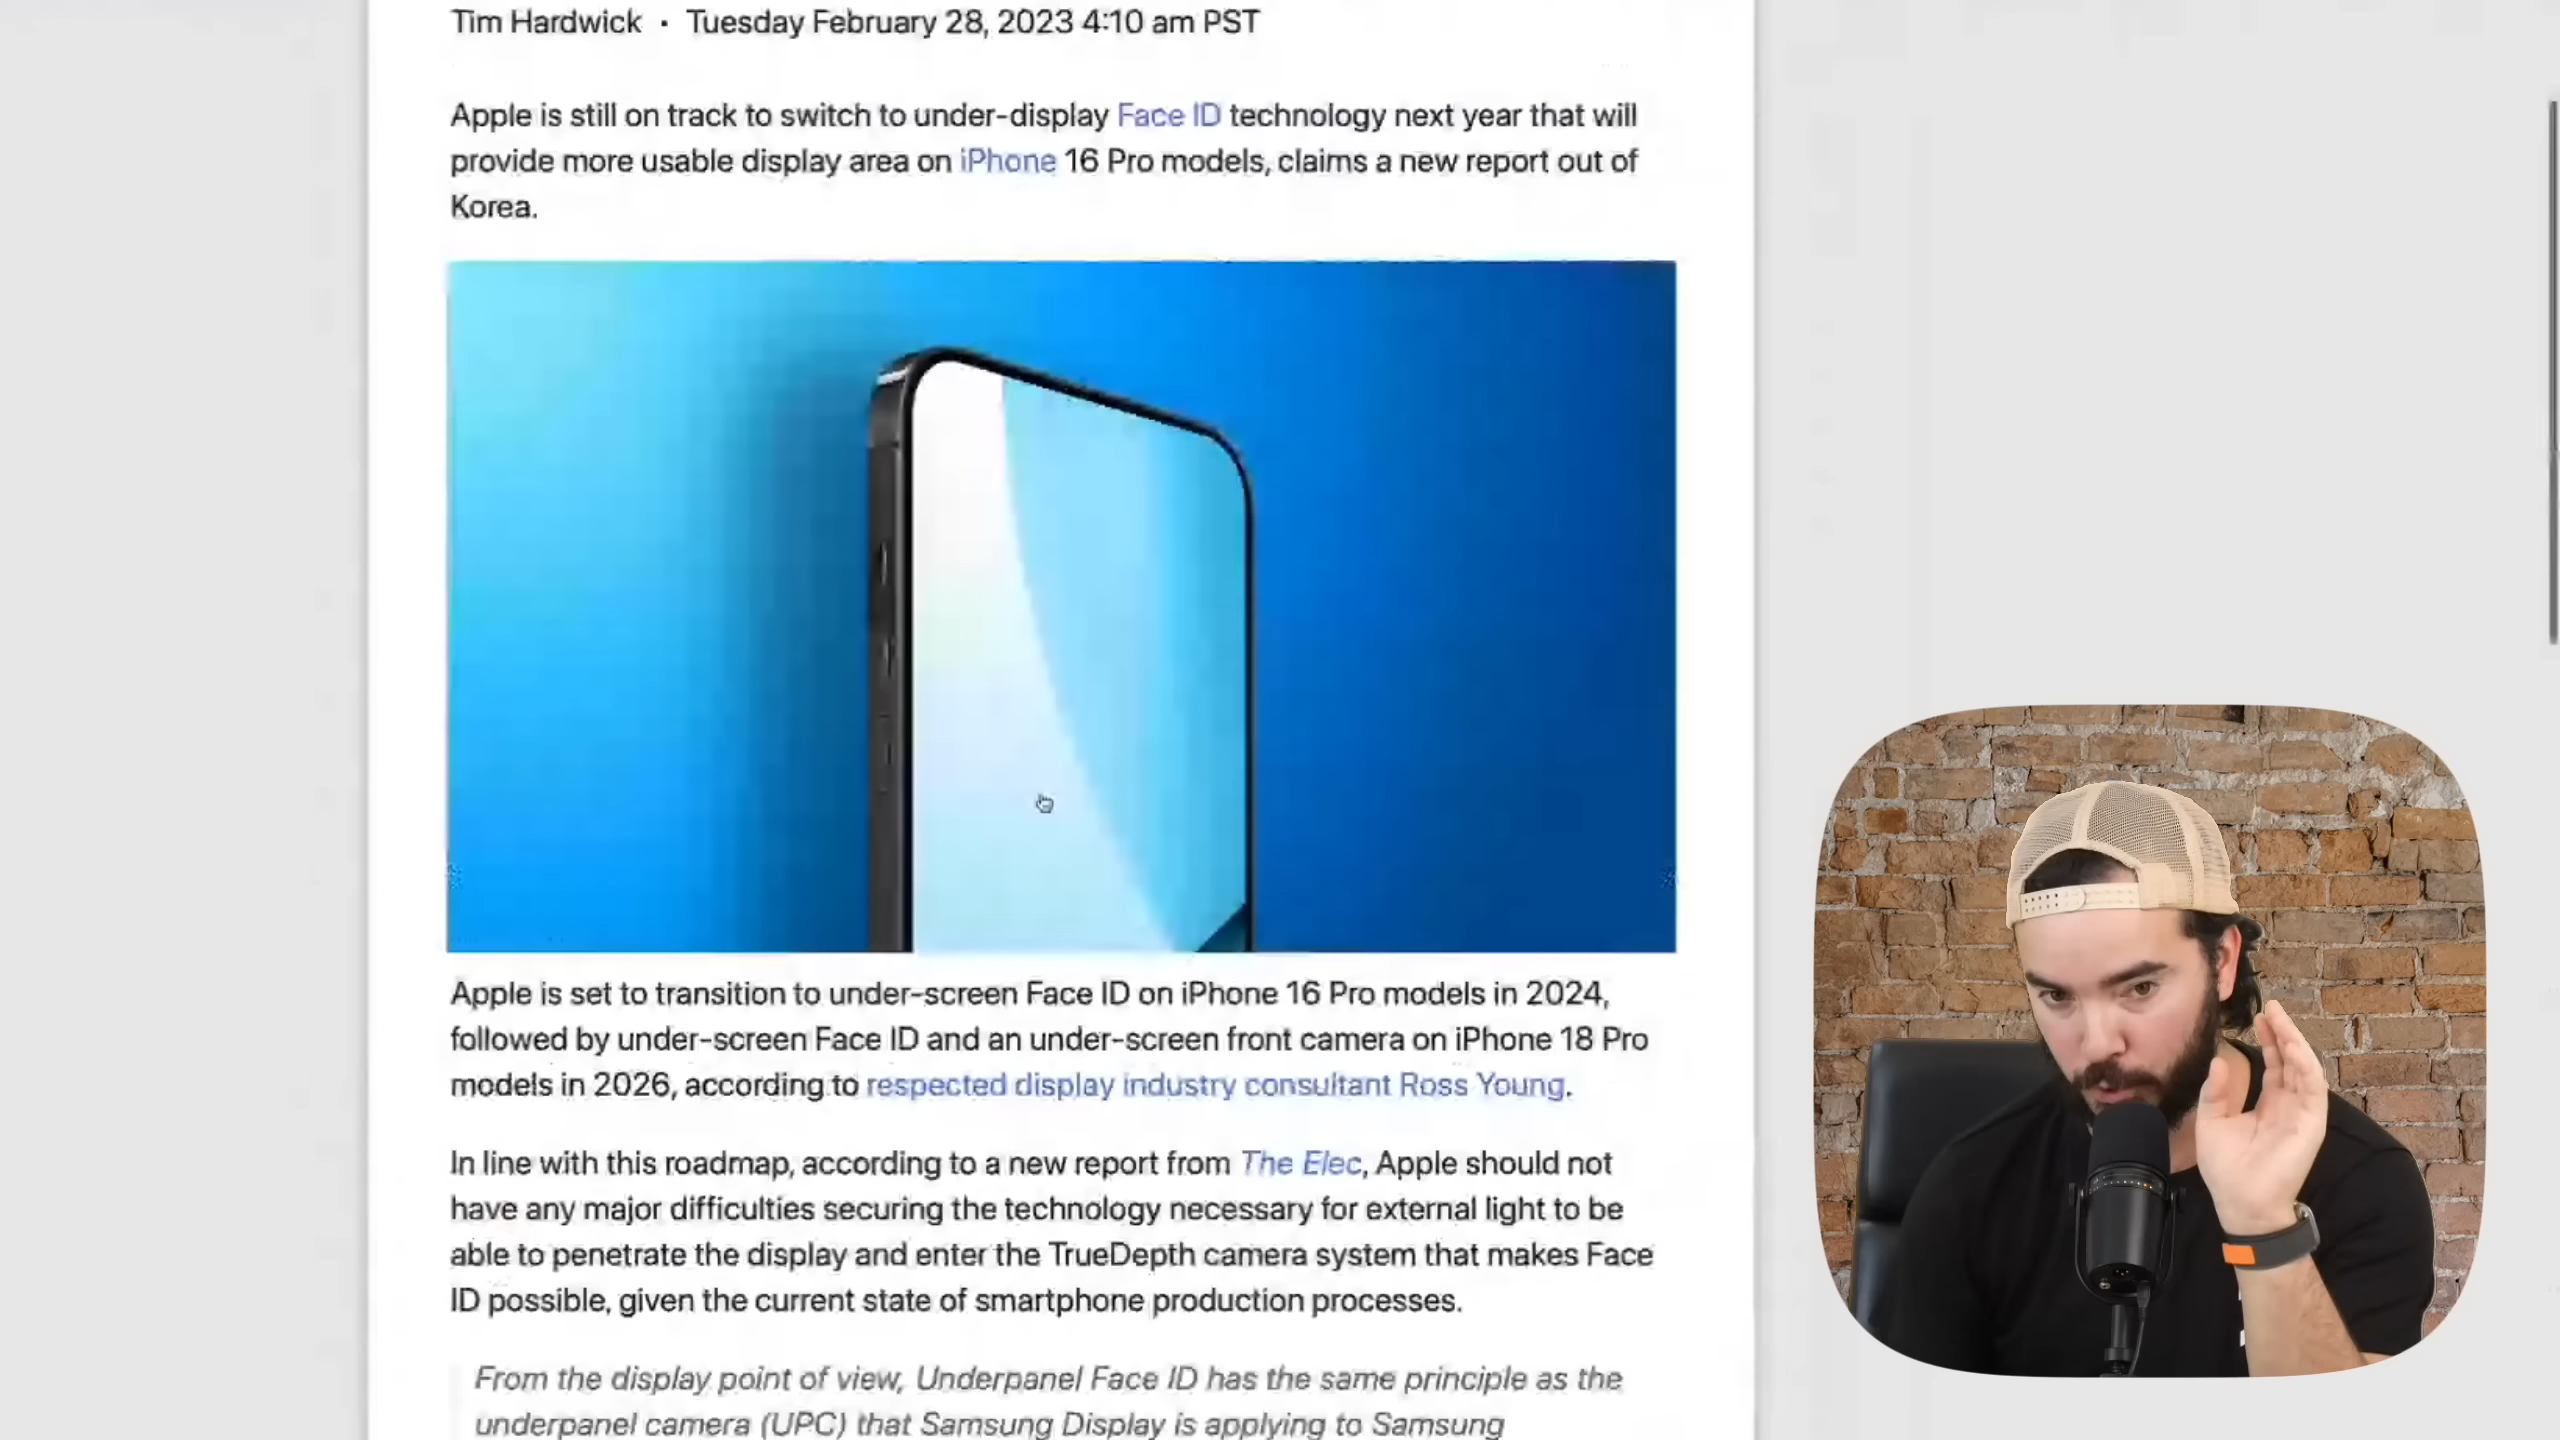 Tim Hardwick · Tuesday February 28, 2023 4:10 am PST
Apple is still on track to switch to under-display Face ID technology next year that will
provide more usable display area on iPhone 16 Pro models, claims a new report out of
Korea.
Apple is set to transition to under-screen Face ID on iPhone 16 Pro models in 2024,
followed by under-screen Face ID and an under-screen front camera on iPhone 18 Pro
models in 2026, according to respected display industry consultant Ross Young.
In line with this roadmap, according to a new report from The Elec, Apple should not
have any major difficulties securing the technology necessary for external light to be
able to penetrate the display and enter the TrueDepth camera system that makes Face
ID possible, given the current state of smartphone production processes.
From the display point of view, Underpanel Face ID has the same principle as the
underpanel camera (UPC) that Samsung Display is applying to Samsung